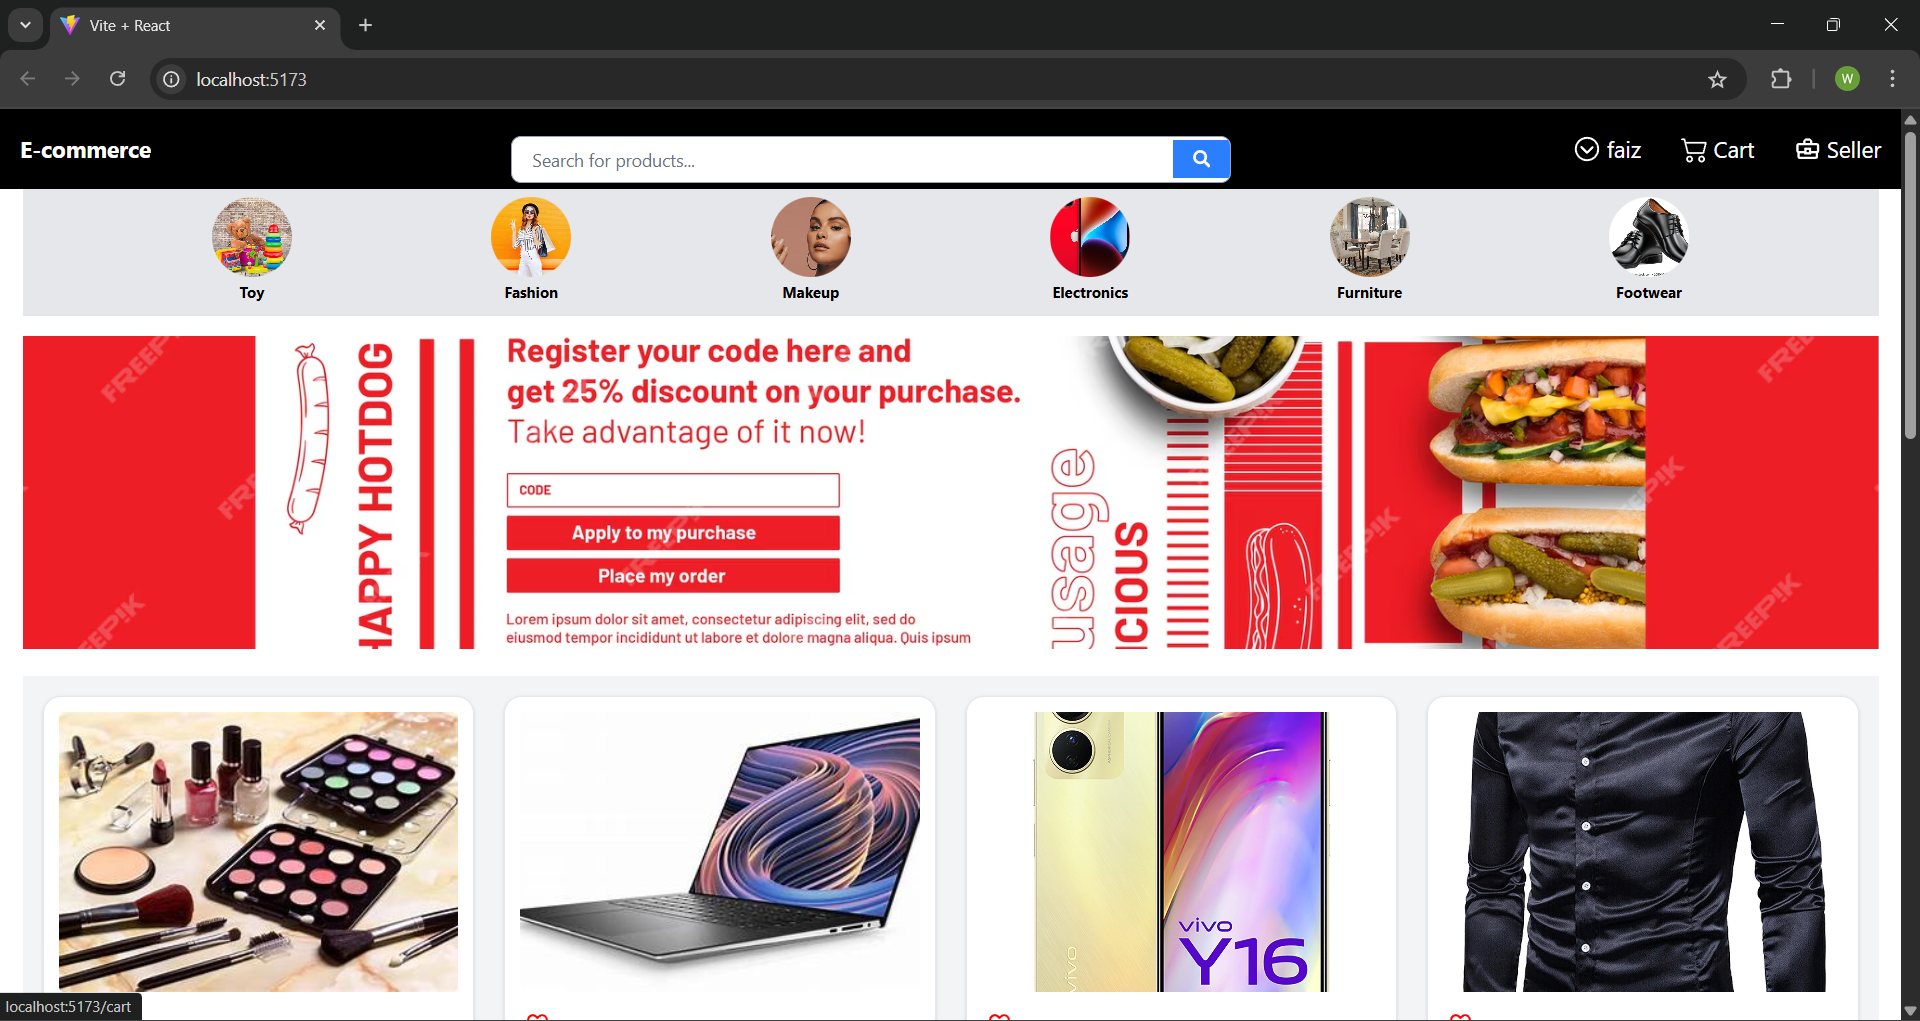 Vite + React
localhost:5173
E-commerce
Search for products...
faiz
Cart
Seller
Toy
Fashion
Makeup
Electronics
Furniture
Footwear
HAPPY HOTDOG
Register your code here and
get 25% discount on your purchase.
Take advantage of it now!
CODE
Apply to my purchase
Place my order
Lorem ipsum dolor sit amet, consectetur adipiscing elit, sed do
eiusmod tempor incididunt ut labore et dolore magna aliqua. Quis ipsum
usage
CIOUS
FREEPIK
vivo
vivo
Y16
localhost:5173/cart
W